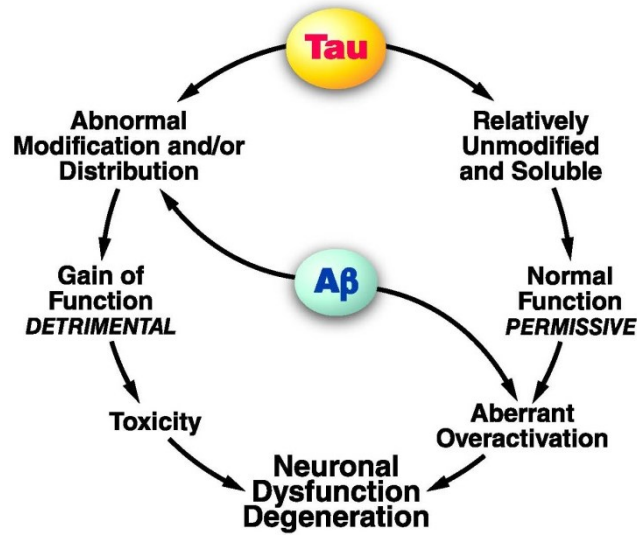 Tau
Abnormal
Modification and/or
Distribution
Relatively
Unmodified
and Soluble
Gain of
Function
DETRIMENTAL
Aβ
Normal
Function
PERMISSIVE
Toxicity
Aberrant
Overactivation
Neuronal
Dysfunction
Degeneration